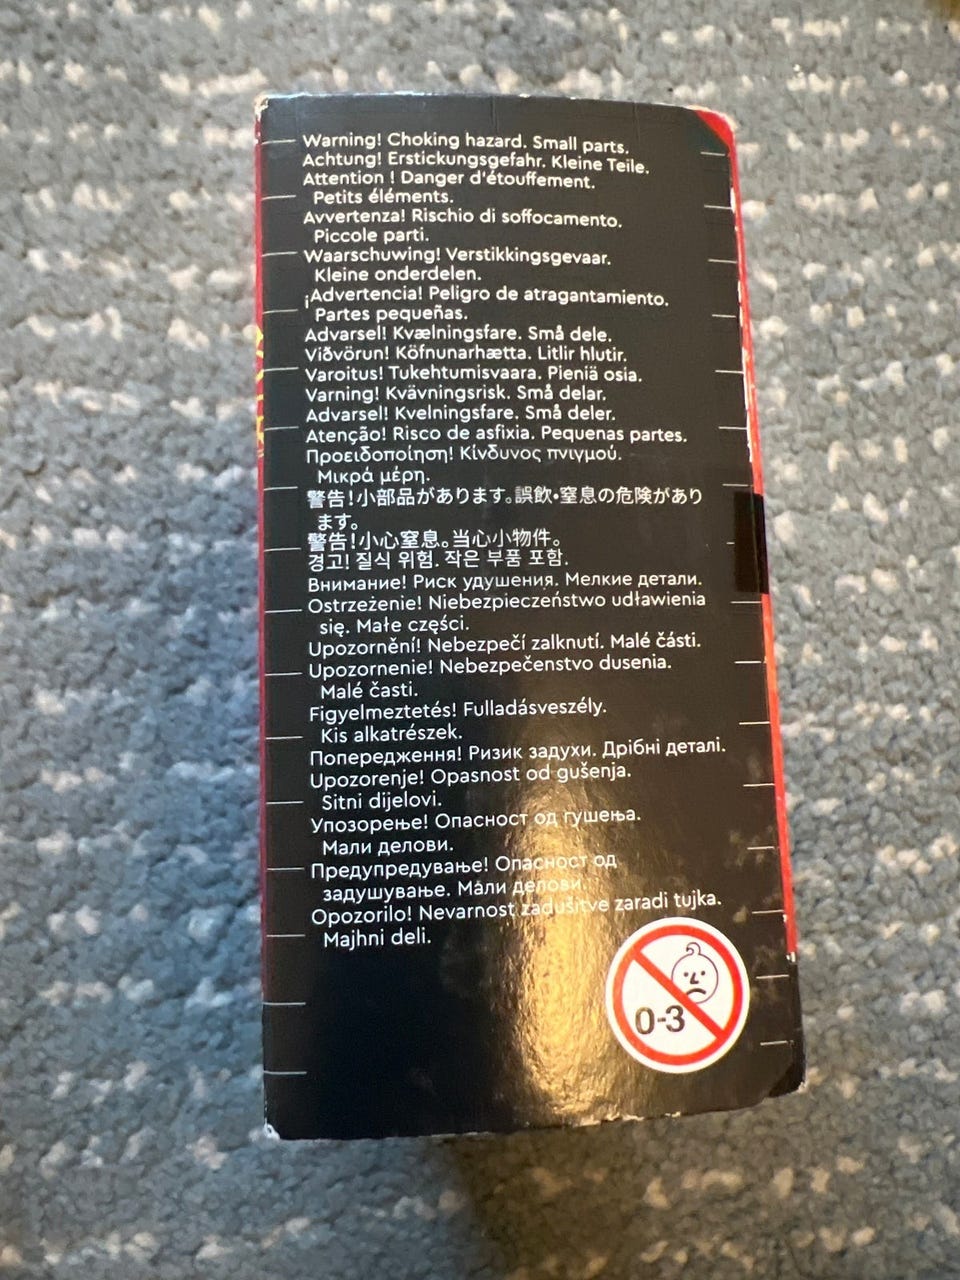 Warning! Choking hazard. Small parts.
Achtung! Erstickungsgefahr. Kleine Teile.
Attention ! Danger d'étouffement.
Petits éléments.
Avvertenza! Rischio di soffocamento.
Piccole parti.
Waarschuwing! Verstikkingsgevaar.
Kleine onderdelen.
¡Advertencia! Peligro de atragantamiento.
Partes pequeñas.
Advarsel! Kvælningsfare. Små dele.
Viðvörun! Köfnunarhætta. Litlir hlutir.
Varoitus! Tukehtumisvaara. Pieniä osia.
Varning! Kvävningsrisk. Små delar.
Advarsel! Kvelningsfare. Små deler.
Atenção! Risco de asfixia. Pequenas partes.
Προειδοποίηση! Κίνδυνος πνιγμού.
Μικρά μέρη.
警告!小部品があります。誤飲•窒息の危険があり
ます。
警告!小心窒息。当心小物件。
경고! 질식 위험. 작은 부품 포함.
Внимание! Риск удушения. Мелкие детали.
Ostrzeżenie! Niebezpieczeństwo udławienia
się. Małe części.
Upozornění! Nebezpečí zalknutí. Malé části.
Upozornenie! Nebezpečenstvo dusenia.
Malé časti.
Figyelmeztetés! Fulladásveszély.
Kis alkatrészek.
Попередження! Ризик задухи. Дрібні деталі.
Upozorenje! Opasnost od gušenja.
Sitni dijelovi.
Упозорење! Опасност од гушења.
Мали делови.
Предупредување! Опасност од
задушување. Мали делови.
Opozorilo! Nevarnost zadušitve zaradi tujka.
Majhni deli.
0-3